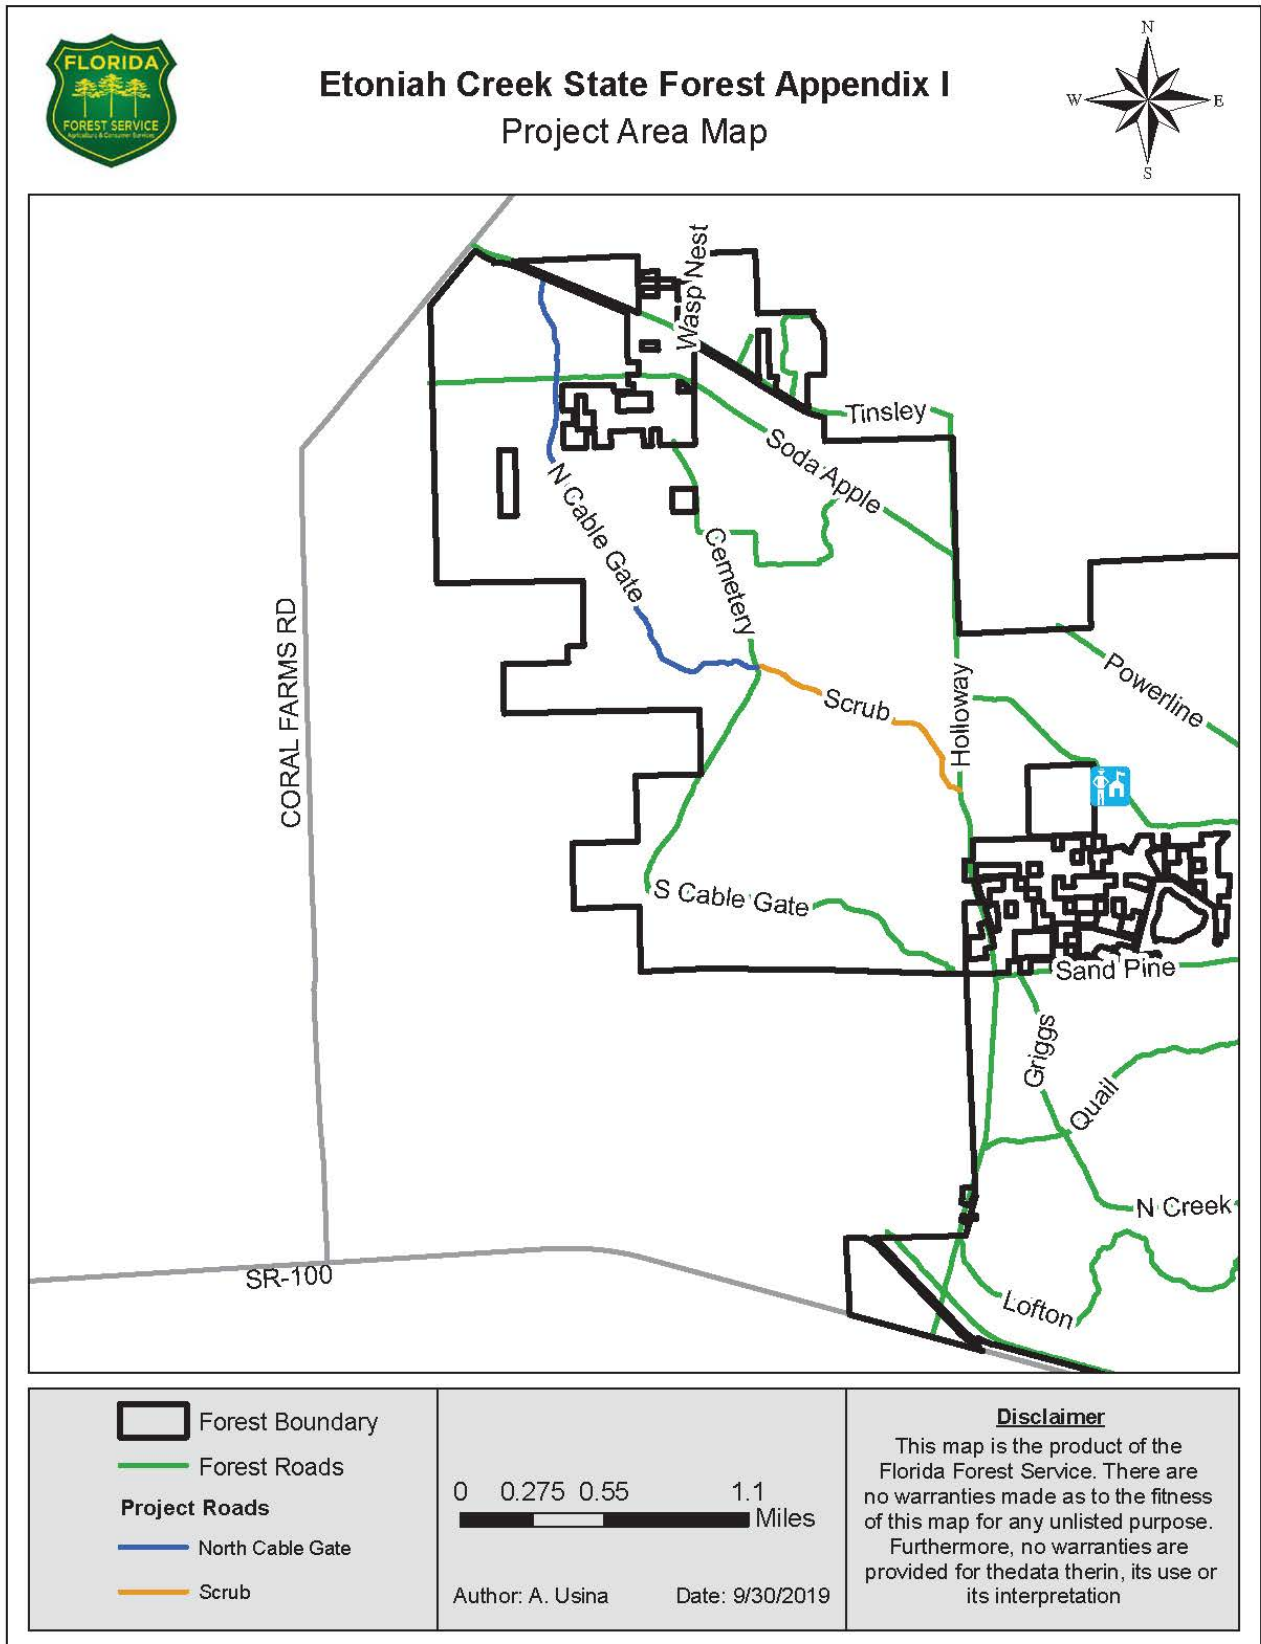 FLORIDA
FOREST SERVICE
Agriculture & Consumer Services
Etoniah Creek State Forest Appendix I
Project Area Map
N
W
E
S
Wasp Nest
Tinsley
Soda Apple
N Cable Gate
Cemetery
CORAL FARMS RD
Scrub
Holloway
Powerline
S Cable Gate
Sand Pine
Griggs
Quail
N Creek
Lofton
SR-100
Forest Boundary
Forest Roads
Project Roads
North Cable Gate
Scrub
0 0.275 0.55 1.1
Miles
Author: A. Usina Date: 9/30/2019
Disclaimer
This map is the product of the
Florida Forest Service. There are
no warranties made as to the fitness
of this map for any unlisted purpose.
Furthermore, no warranties are
provided for thedata therin, its use or
its interpretation